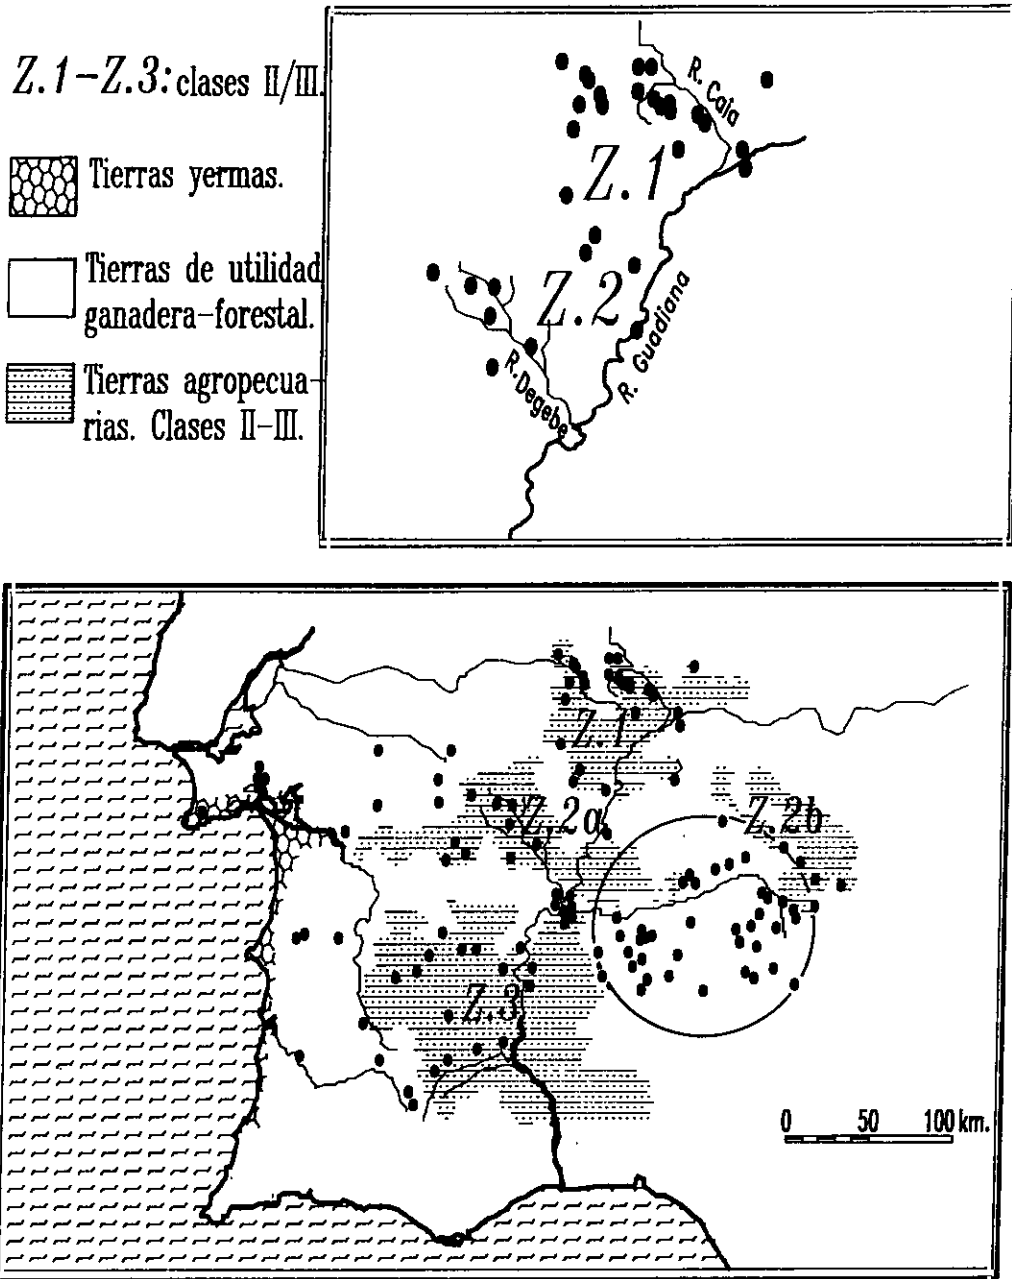 Z.1-Z.3: clases II/III.
Tierras yermas.
Tierras de utilidad
ganadera-forestal.
Tierras agropecua-
rias. Clases II-III.
R. Caia
Z.1
Z.2
R. Guadiana
R. Degebe
Z.1
Z.2a
Z.2b
Z.3
0 50 100 km.